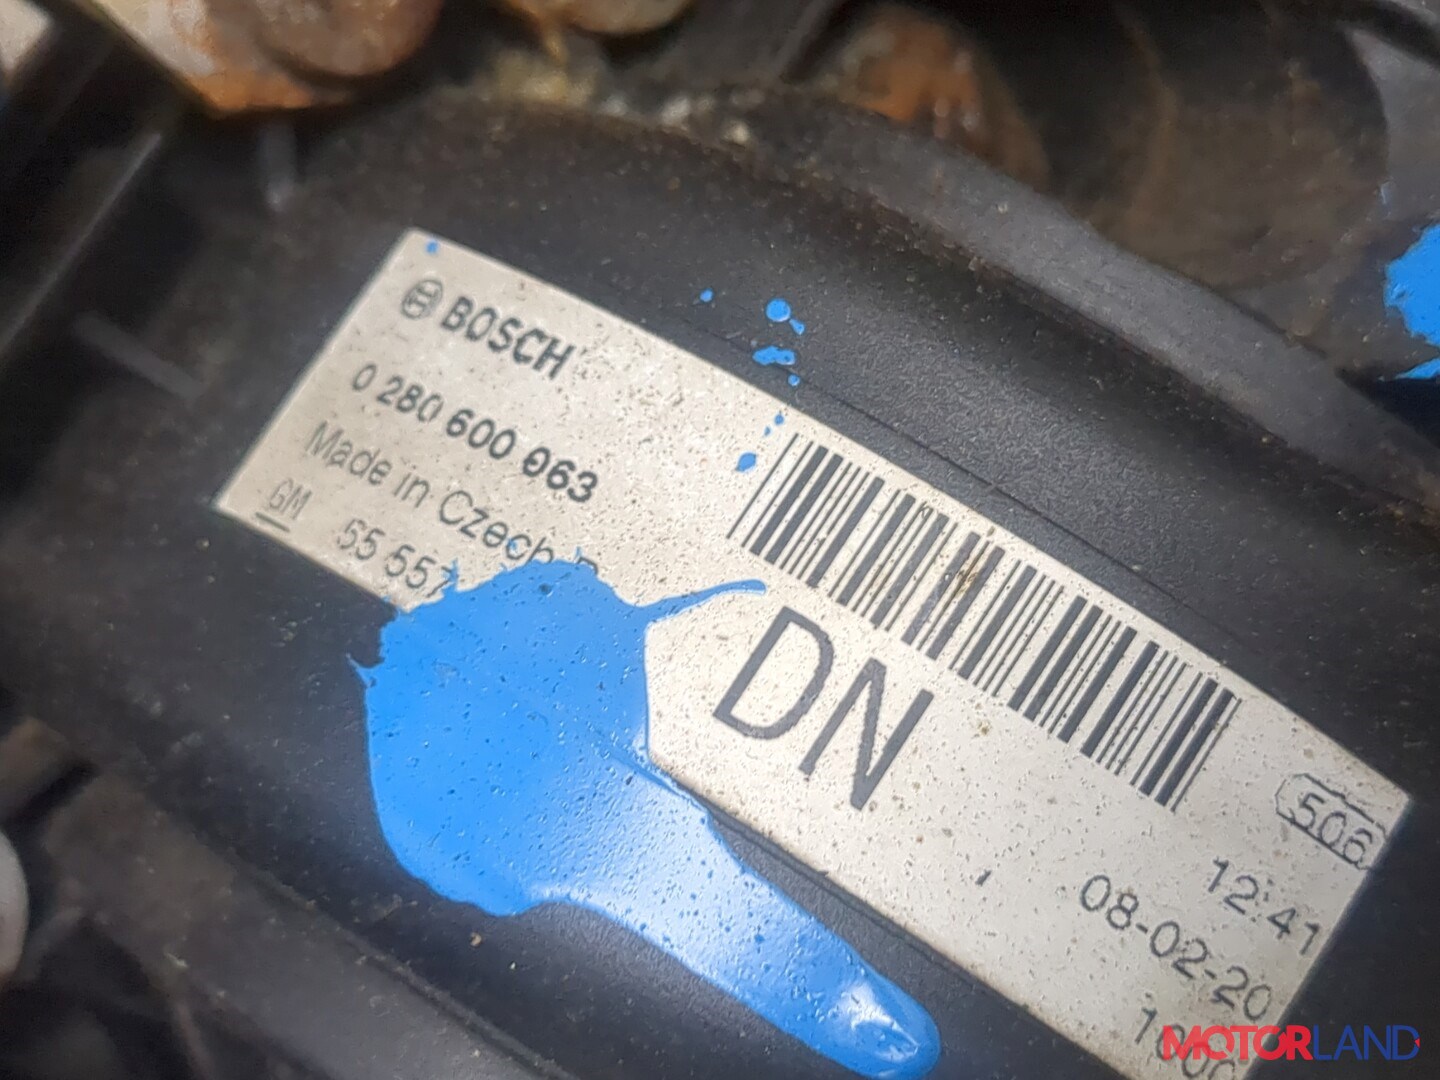 BOSCH
0 280 600 063
Made in Czech
GM 55 557
DN
506
12:41
08-02-20
MOTORLAND